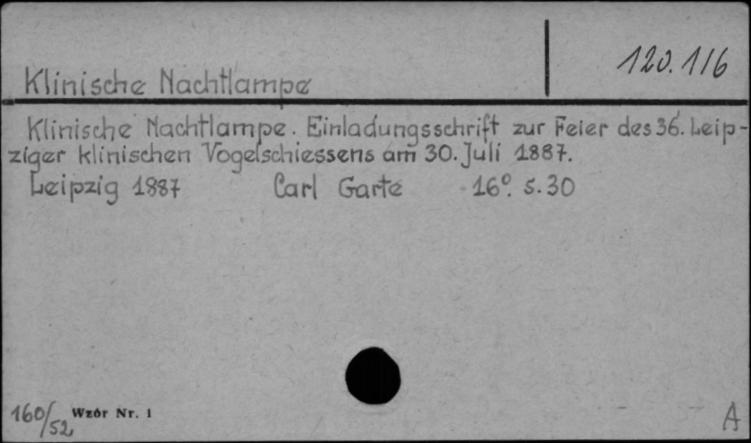 Klinische Nachtlampe
120.116
Klinische Nachtlampe. Einladungsschrift zur Feier des 36. Leip-
ziger klinischen Vogelschiessens am 30. Juli 1887.
Leipzig 1887 Carl Garte 16°. s. 30
160/52 Wzór Nr. 1
A